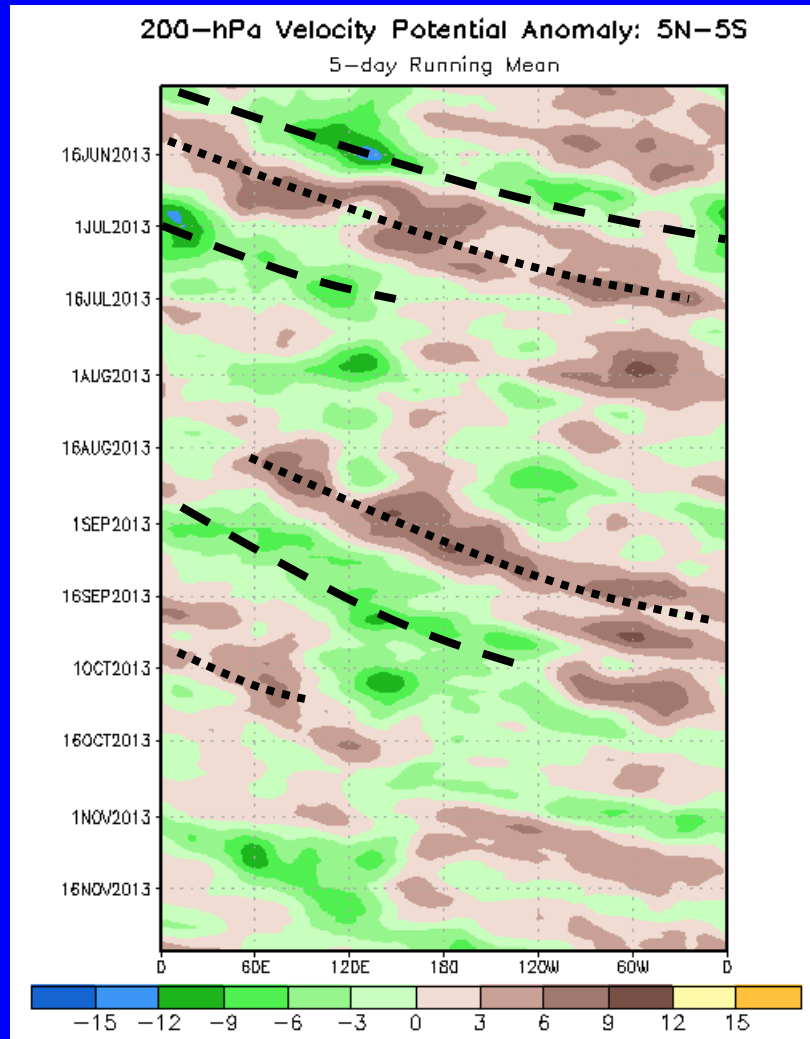 200-hPa Velocity Potential Anomaly: 5N-5S
5-day Running Mean
16JUN2013
1JUL2013
16JUL2013
1AUG2013
16AUG2013
1SEP2013
16SEP2013
1OCT2013
16OCT2013
1NOV2013
16NOV2013
0 60E 120E 180 120W 60W 0
-15 -12 -9 -6 -3 0 3 6 9 12 15